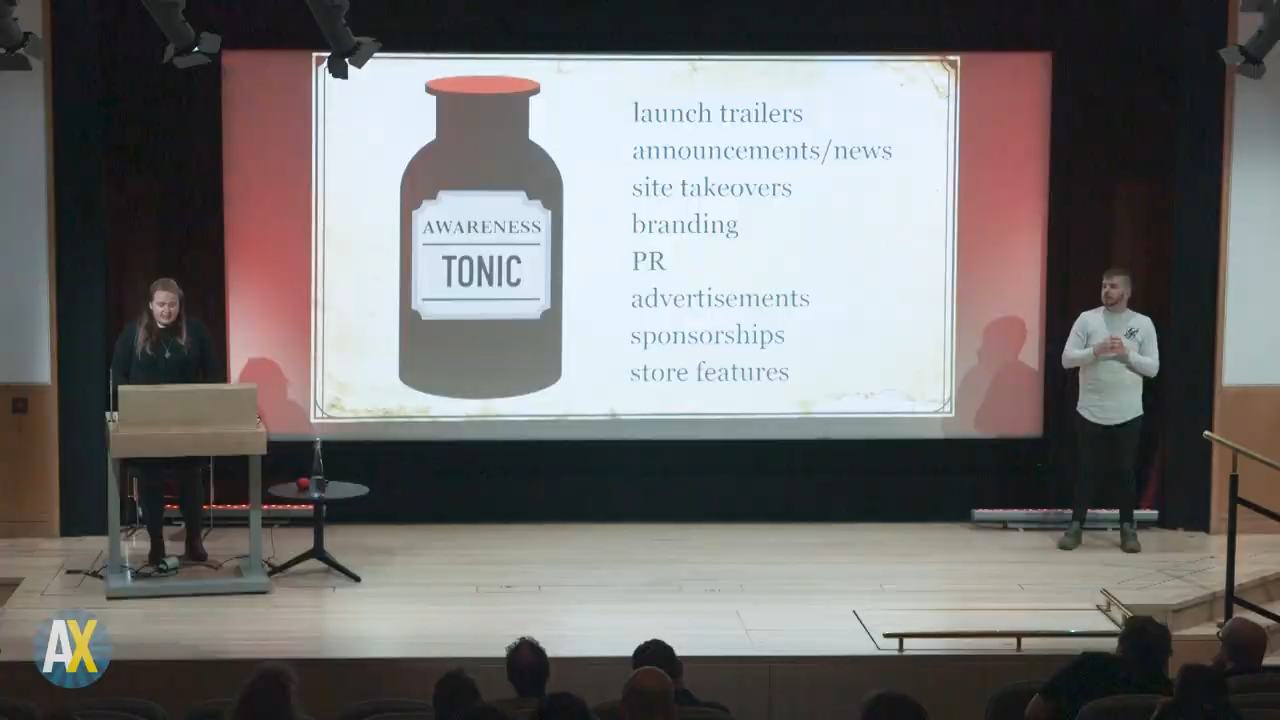 AWARENESS
TONIC
launch trailers
announcements/news
site takeovers
branding
PR
advertisements
sponsorships
store features
AX